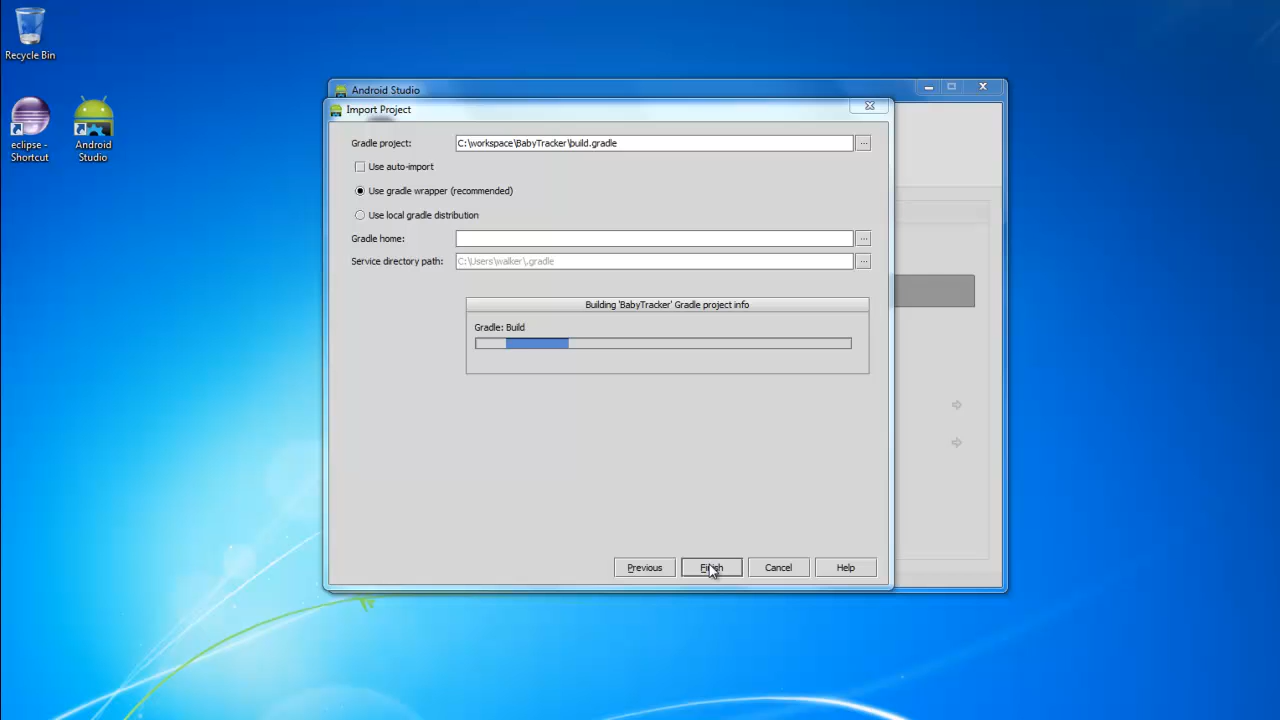 Recycle Bin
eclipse -
Shortcut
Android
Studio
Android Studio
Import Project
Gradle project: C:\workspace\BabyTracker\build.gradle ...
Use auto-import
Use gradle wrapper (recommended)
Use local gradle distribution
Gradle home: ...
Service directory path: C:\Users\walker\.gradle ...
Building 'BabyTracker' Gradle project info
Gradle: Build
Previous Finish Cancel Help